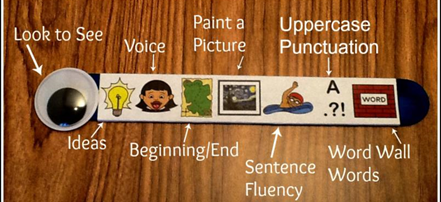 Look to See
Voice
Paint a
Picture
Uppercase
Punctuation
A
.?!
WORD
Ideas
Beginning/End
Sentence
Fluency
Word Wall
Words